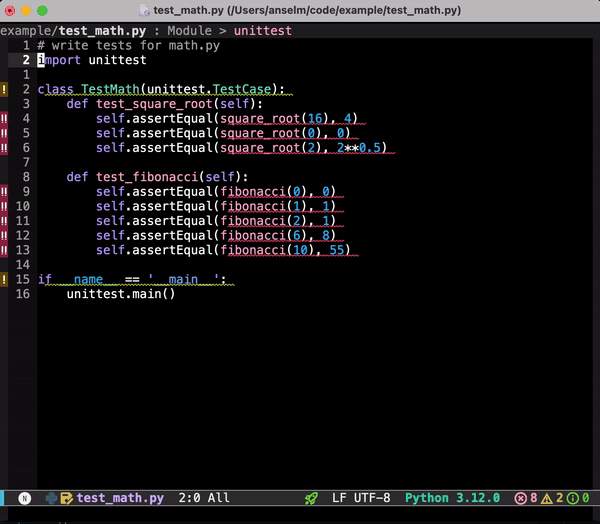 test_math.py (/Users/anselm/code/example/test_math.py)
example/test_math.py : Module > unittest
1 # write tests for math.py
2 import unittest
1
! 2 class TestMath(unittest.TestCase):
3 def test_square_root(self):
!! 4 self.assertEqual(square_root(16), 4)
!! 5 self.assertEqual(square_root(0), 0)
!! 6 self.assertEqual(square_root(2), 2**0.5)
7
8 def test_fibonacci(self):
!! 9 self.assertEqual(fibonacci(0), 0)
!! 10 self.assertEqual(fibonacci(1), 1)
!! 11 self.assertEqual(fibonacci(2), 1)
!! 12 self.assertEqual(fibonacci(6), 8)
!! 13 self.assertEqual(fibonacci(10), 55)
14
! 15 if __name__ == '__main__':
16 unittest.main()
N test_math.py 2:0 All LF UTF-8 Python 3.12.0 8 2 0